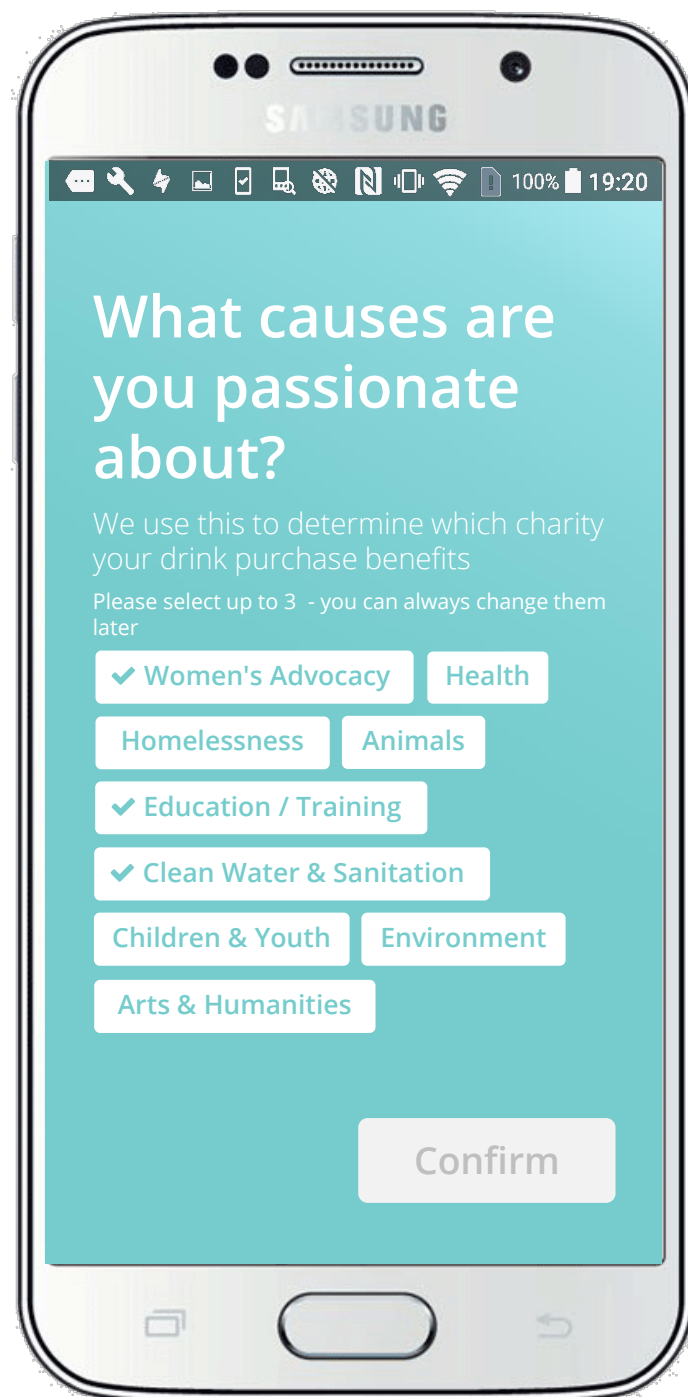 SAMSUNG
100% 19:20
What causes are
you passionate
about?
We use this to determine which charity
your drink purchase benefits
Please select up to 3 - you can always change them
later
Women's Advocacy Health
Homelessness Animals
Education / Training
Clean Water & Sanitation
Children & Youth Environment
Arts & Humanities
Confirm